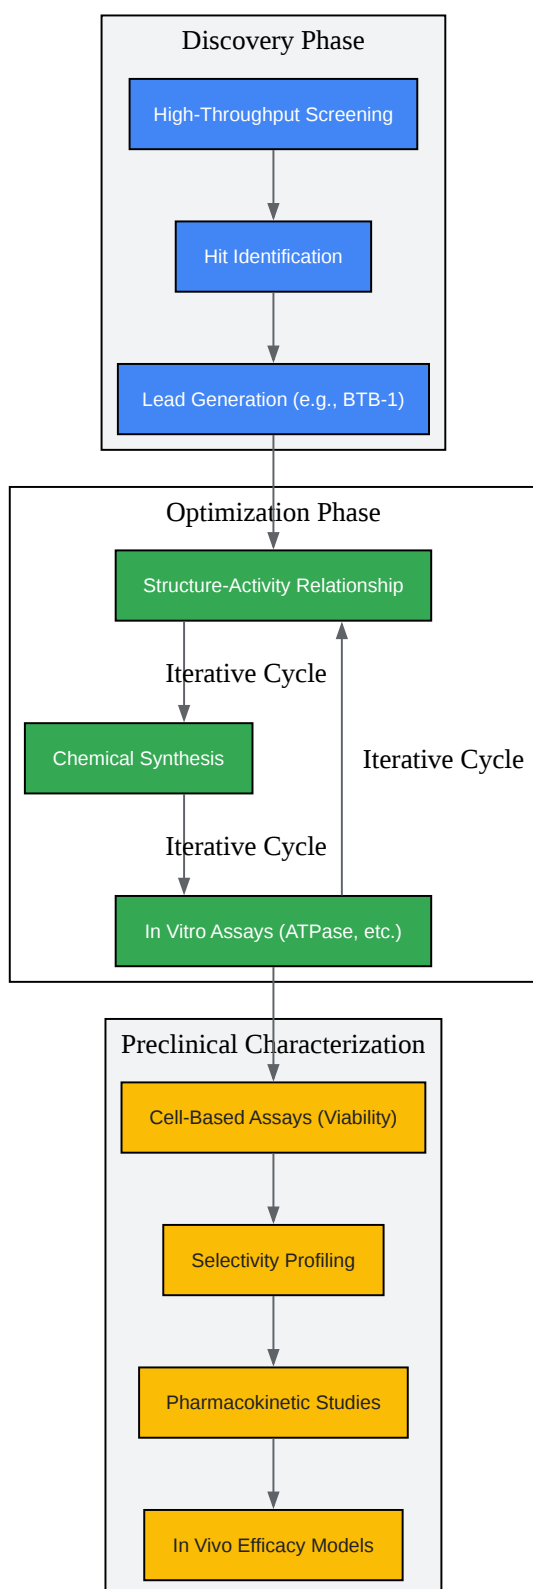 Discovery Phase
High-Throughput Screening
Hit Identification
Lead Generation (e.g., BTB-1)
Optimization Phase
Structure-Activity Relationship
Iterative Cycle
Chemical Synthesis
Iterative Cycle
Iterative Cycle
In Vitro Assays (ATPase, etc.)
Preclinical Characterization
Cell-Based Assays (Viability)
Selectivity Profiling
Pharmacokinetic Studies
In Vivo Efficacy Models